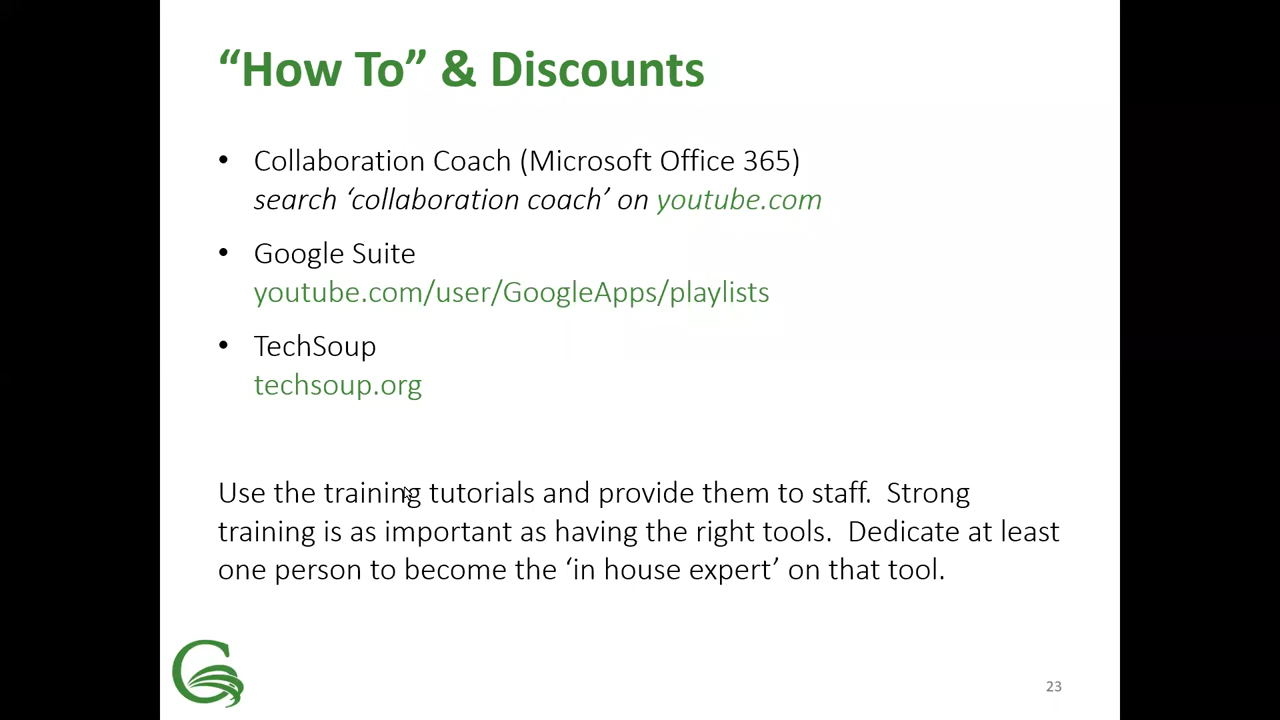 “How To” & Discounts
• Collaboration Coach (Microsoft Office 365)
search ‘collaboration coach’ on youtube.com
• Google Suite
youtube.com/user/GoogleApps/playlists
• TechSoup
techsoup.org
Use the training tutorials and provide them to staff.  Strong
training is as important as having the right tools.  Dedicate at least
one person to become the ‘in house expert’ on that tool.
23